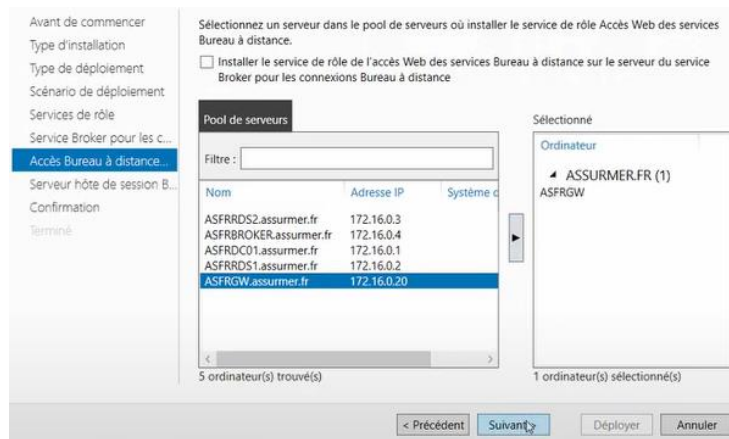 Avant de commencer
Type d'installation
Type de déploiement
Scénario de déploiement
Services de rôle
Service Broker pour les c...
Accès Bureau à distance...
Serveur hôte de session B...
Confirmation
Terminé
Sélectionnez un serveur dans le pool de serveurs où installer le service de rôle Accès Web des services
Bureau à distance.
Installer le service de rôle de l'accès Web des services Bureau à distance sur le serveur du service
Broker pour les connexions Bureau à distance
Pool de serveurs
Filtre :
Nom Adresse IP Système d
ASFRRDS2.assurmer.fr 172.16.0.3
ASFRBROKER.assurmer.fr 172.16.0.4
ASFRDC01.assurmer.fr 172.16.0.1
ASFRRDS1.assurmer.fr 172.16.0.2
ASFRGW.assurmer.fr 172.16.0.20
5 ordinateur(s) trouvé(s)
Sélectionné
Ordinateur
ASSURMER.FR (1)
ASFRGW
1 ordinateur(s) sélectionné(s)
< Précédent Suivant > Déployer Annuler